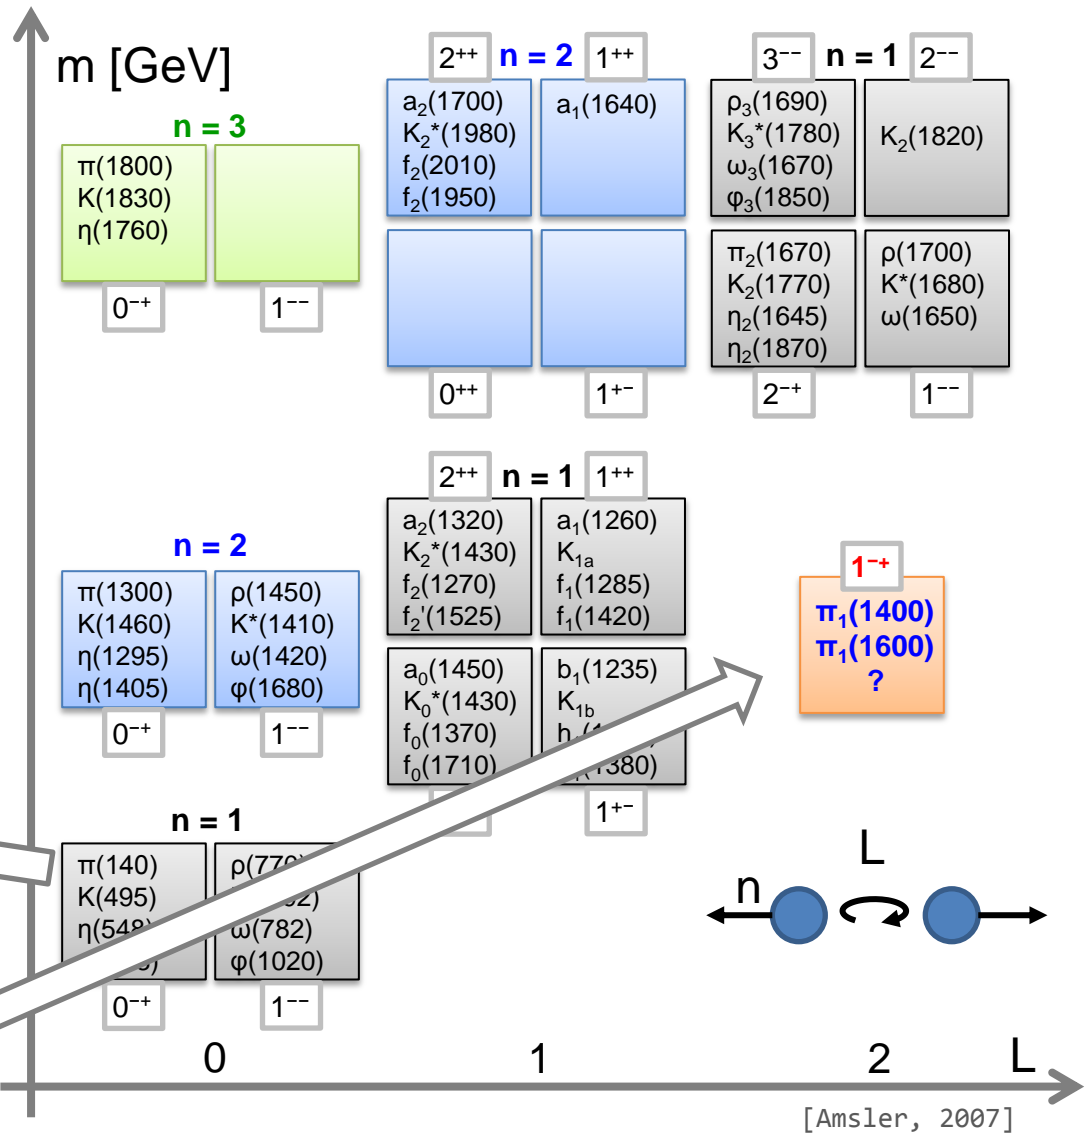 m [GeV]
n = 3
π(1800)
K(1830)
η(1760)
0⁻⁺
1⁻⁻
2⁺⁺ n = 2 1⁺⁺
a₂(1700)
K₂*(1980)
f₂(2010)
f₂(1950)
a₁(1640)
0⁺⁺
1⁺⁻
3⁻⁻ n = 1 2⁻⁻
ρ₃(1690)
K₃*(1780)
ω₃(1670)
φ₃(1850)
K₂(1820)
π₂(1670)
K₂(1770)
η₂(1645)
η₂(1870)
ρ(1700)
K*(1680)
ω(1650)
2⁻⁺
1⁻⁻
n = 2
π(1300)
K(1460)
η(1295)
η(1405)
ρ(1450)
K*(1410)
ω(1420)
φ(1680)
0⁻⁺
1⁻⁻
2⁺⁺ n = 1 1⁺⁺
a₂(1320)
K₂*(1430)
f₂(1270)
f₂'(1525)
a₁(1260)
K₁ₐ
f₁(1285)
f₁(1420)
a₀(1450)
K₀*(1430)
f₀(1370)
f₀(1710)
b₁(1235)
K₁b
1⁺⁻
1⁻⁺
π₁(1400)
π₁(1600)
?
n = 1
π(140)
K(495)
ω(782)
φ(1020)
0⁻⁺
1⁻⁻
L
n
0 1 2 L
[Amsler, 2007]